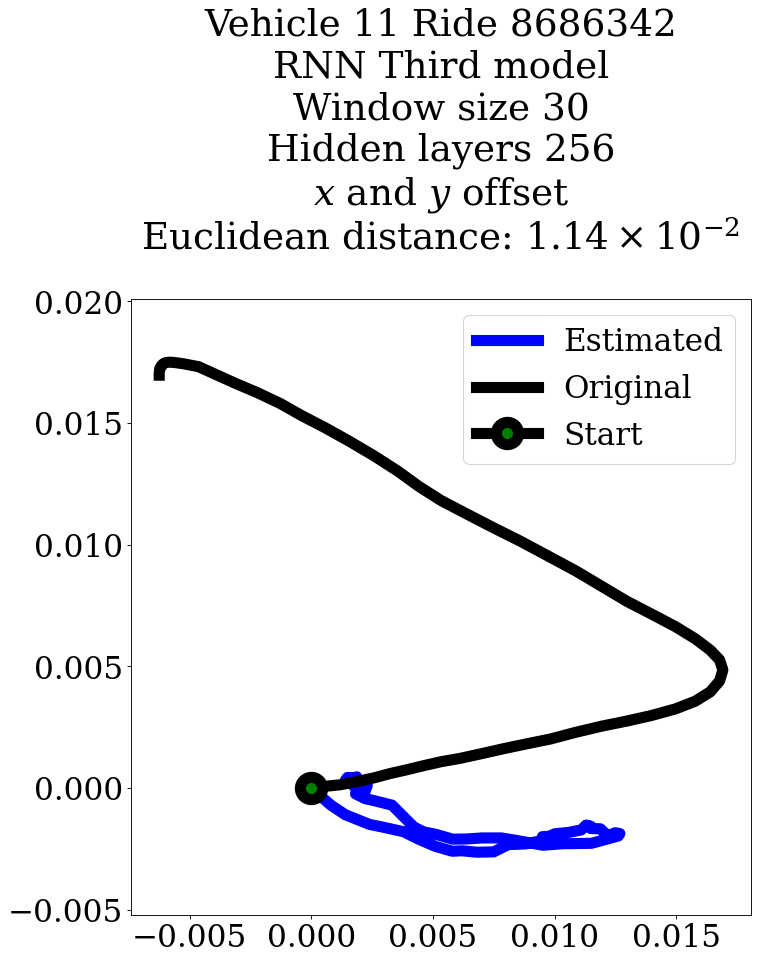 Vehicle 11 Ride 8686342
RNN Third model
Window size 30
Hidden layers 256
x and y offset
Euclidean distance: 1.14 × 10⁻²
0.020
0.015
0.010
0.005
0.000
−0.005
Estimated
Original
Start
−0.005 0.000 0.005 0.010 0.015